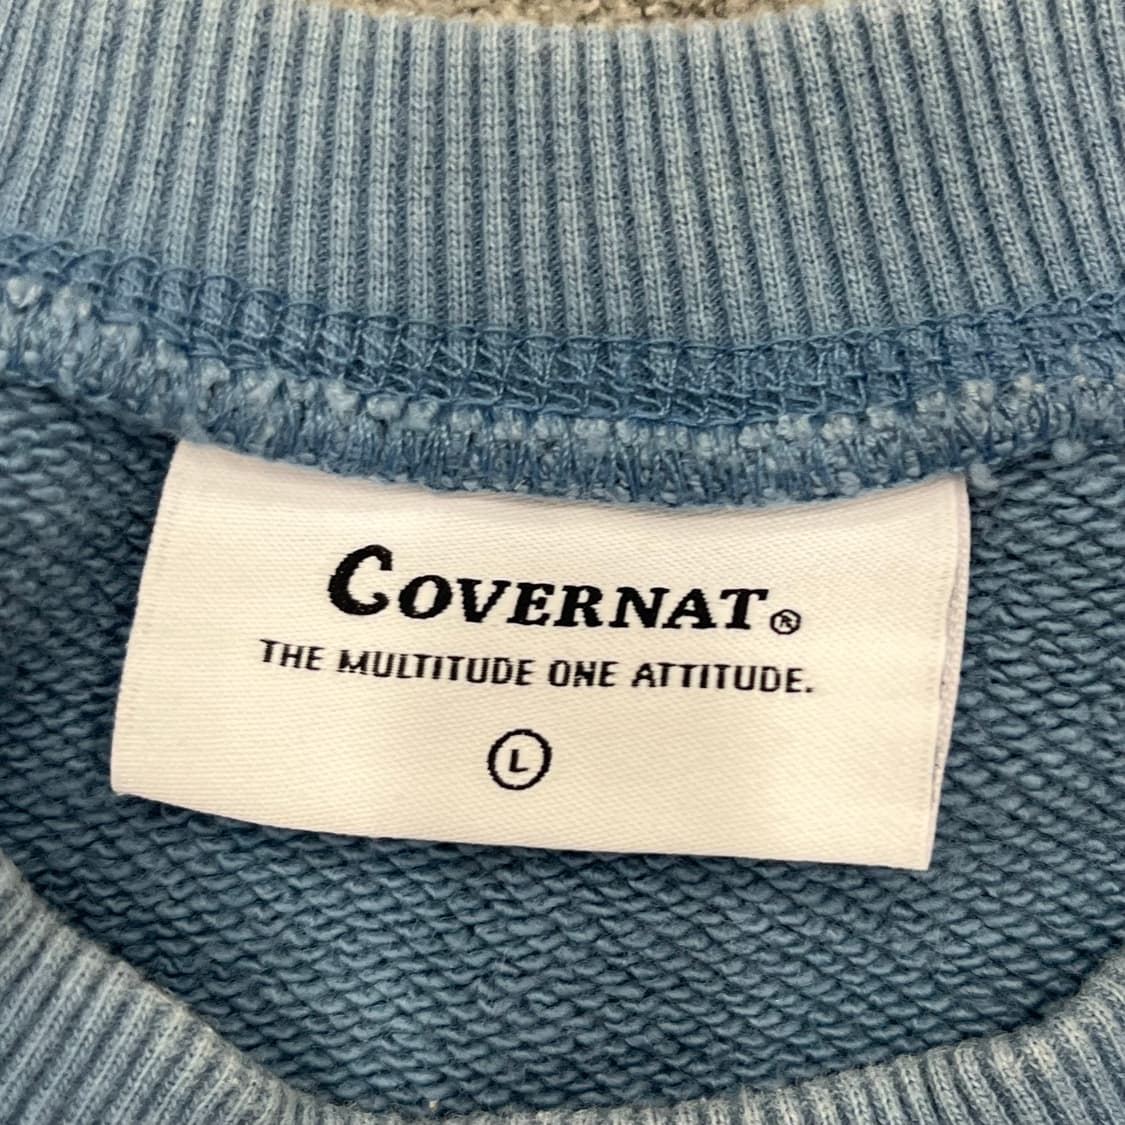 COVERNAT®
THE MULTITUDE ONE ATTITUDE.
L